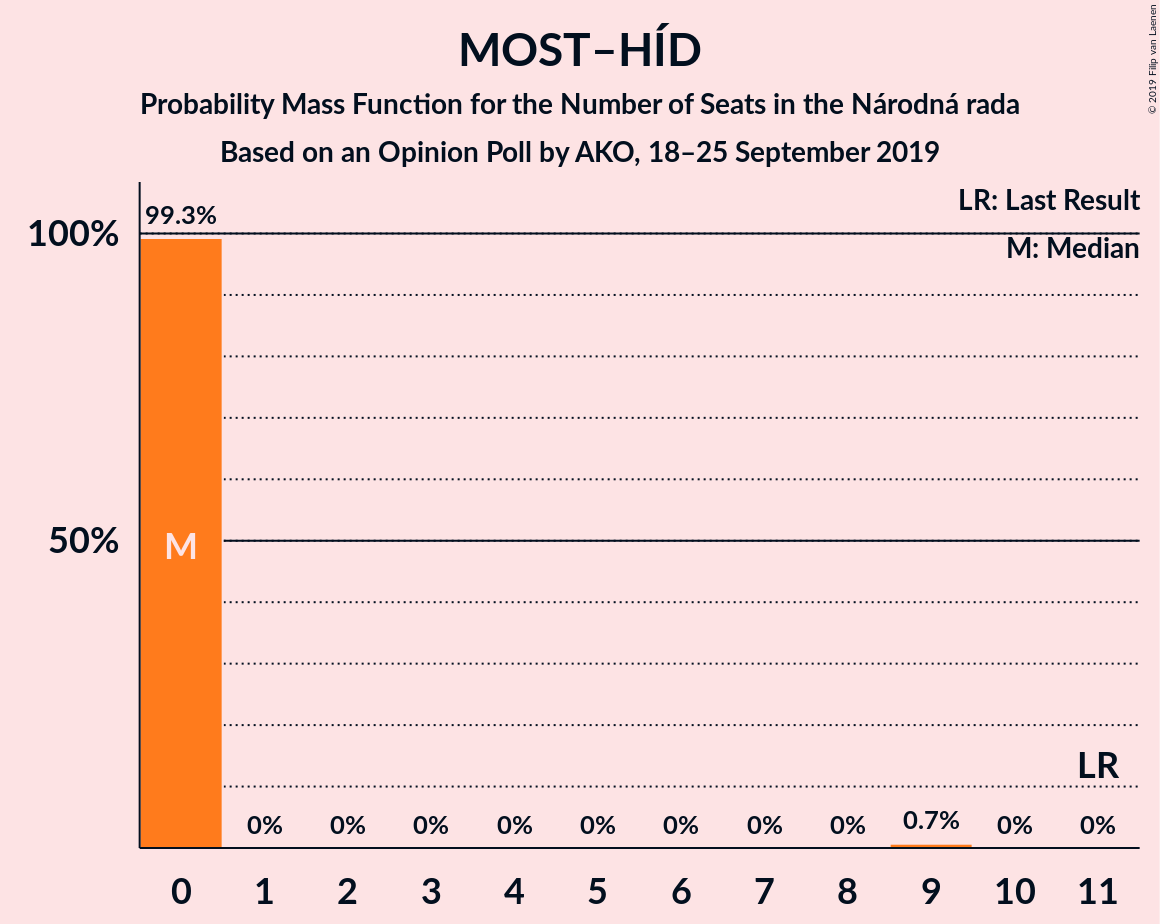 MOST–HÍD
Probability Mass Function for the Number of Seats in the Národná rada
Based on an Opinion Poll by AKO, 18–25 September 2019
© 2019 Filip van Laenen
LR: Last Result
M: Median
99.3%
100%
50%
M
LR
0% 0% 0% 0% 0% 0% 0% 0% 0.7% 0% 0%
0 1 2 3 4 5 6 7 8 9 10 11